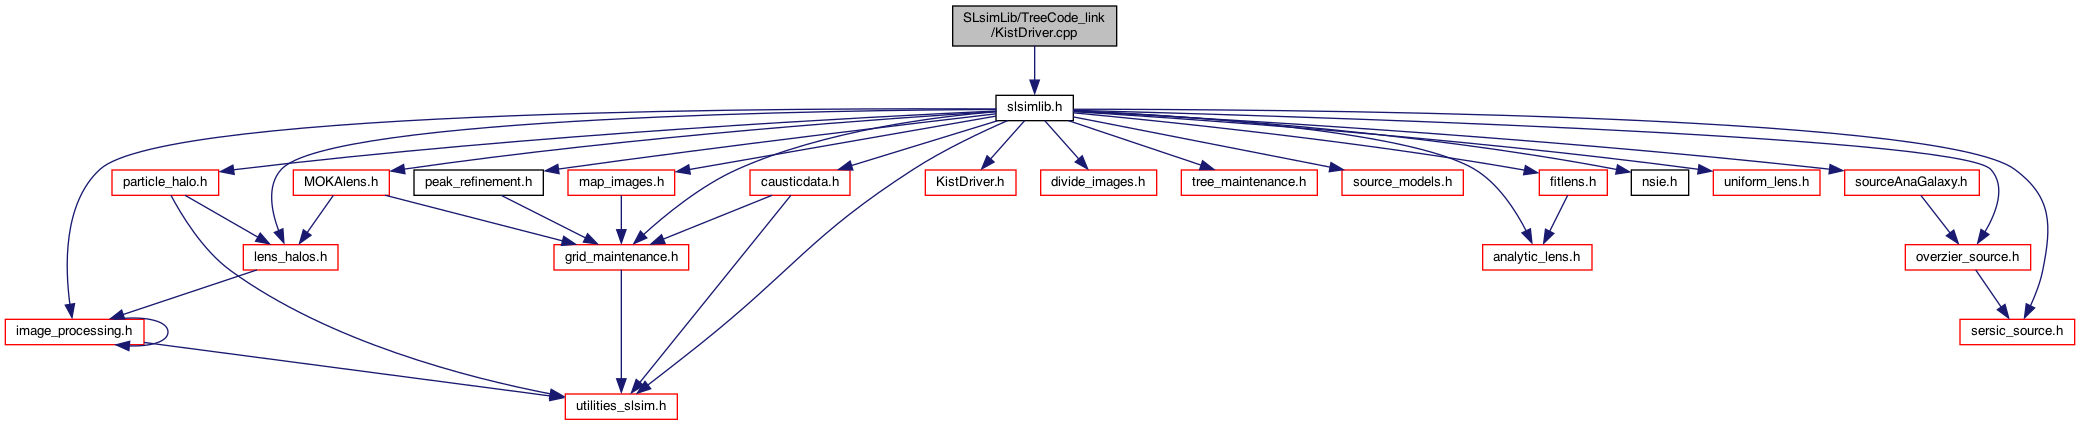 SLsimLib/TreeCode_link
/KistDriver.cpp
slsimlib.h
particle_halo.h
MOKAlens.h
peak_refinement.h
map_images.h
causticdata.h
KistDriver.h
divide_images.h
tree_maintenance.h
source_models.h
fitlens.h
nsie.h
uniform_lens.h
sourceAnaGalaxy.h
lens_halos.h
grid_maintenance.h
analytic_lens.h
overzier_source.h
image_processing.h
sersic_source.h
utilities_slsim.h